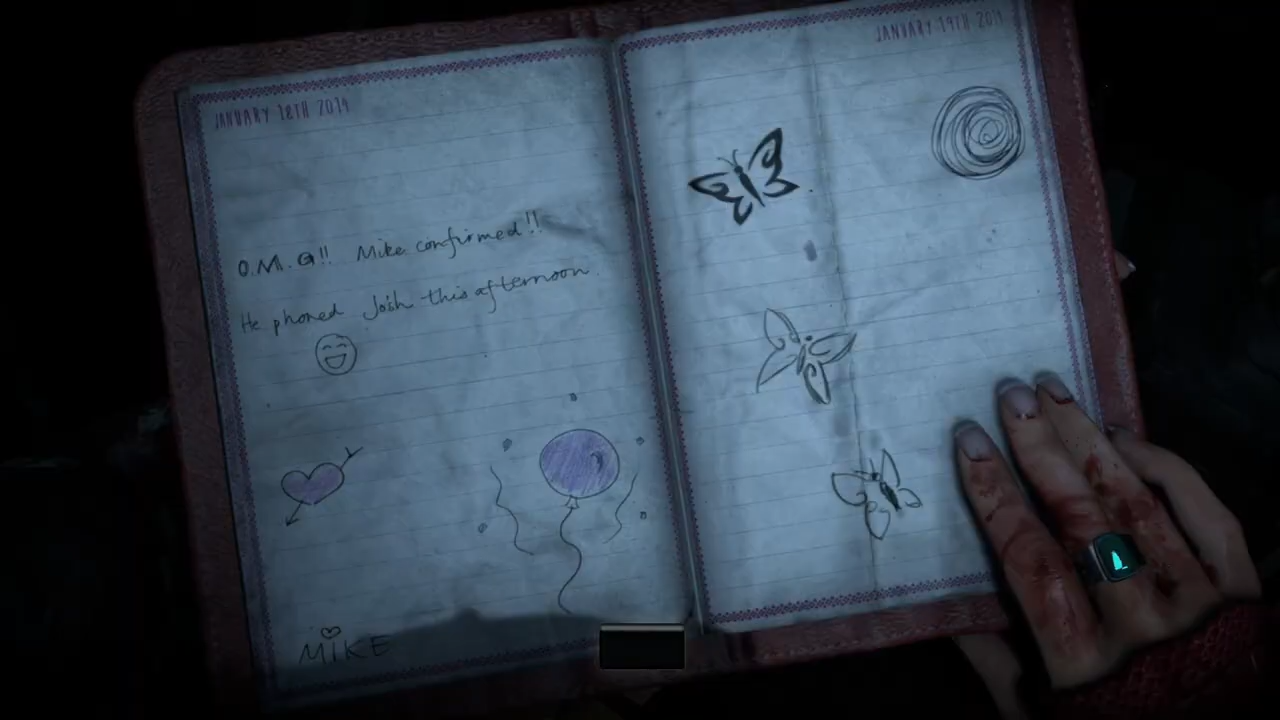 JANUARY 18TH 2014
O.M.G!! Mike confirmed!!
He phoned Josh this afternoon.
MIKE
JANUARY 19TH 2014